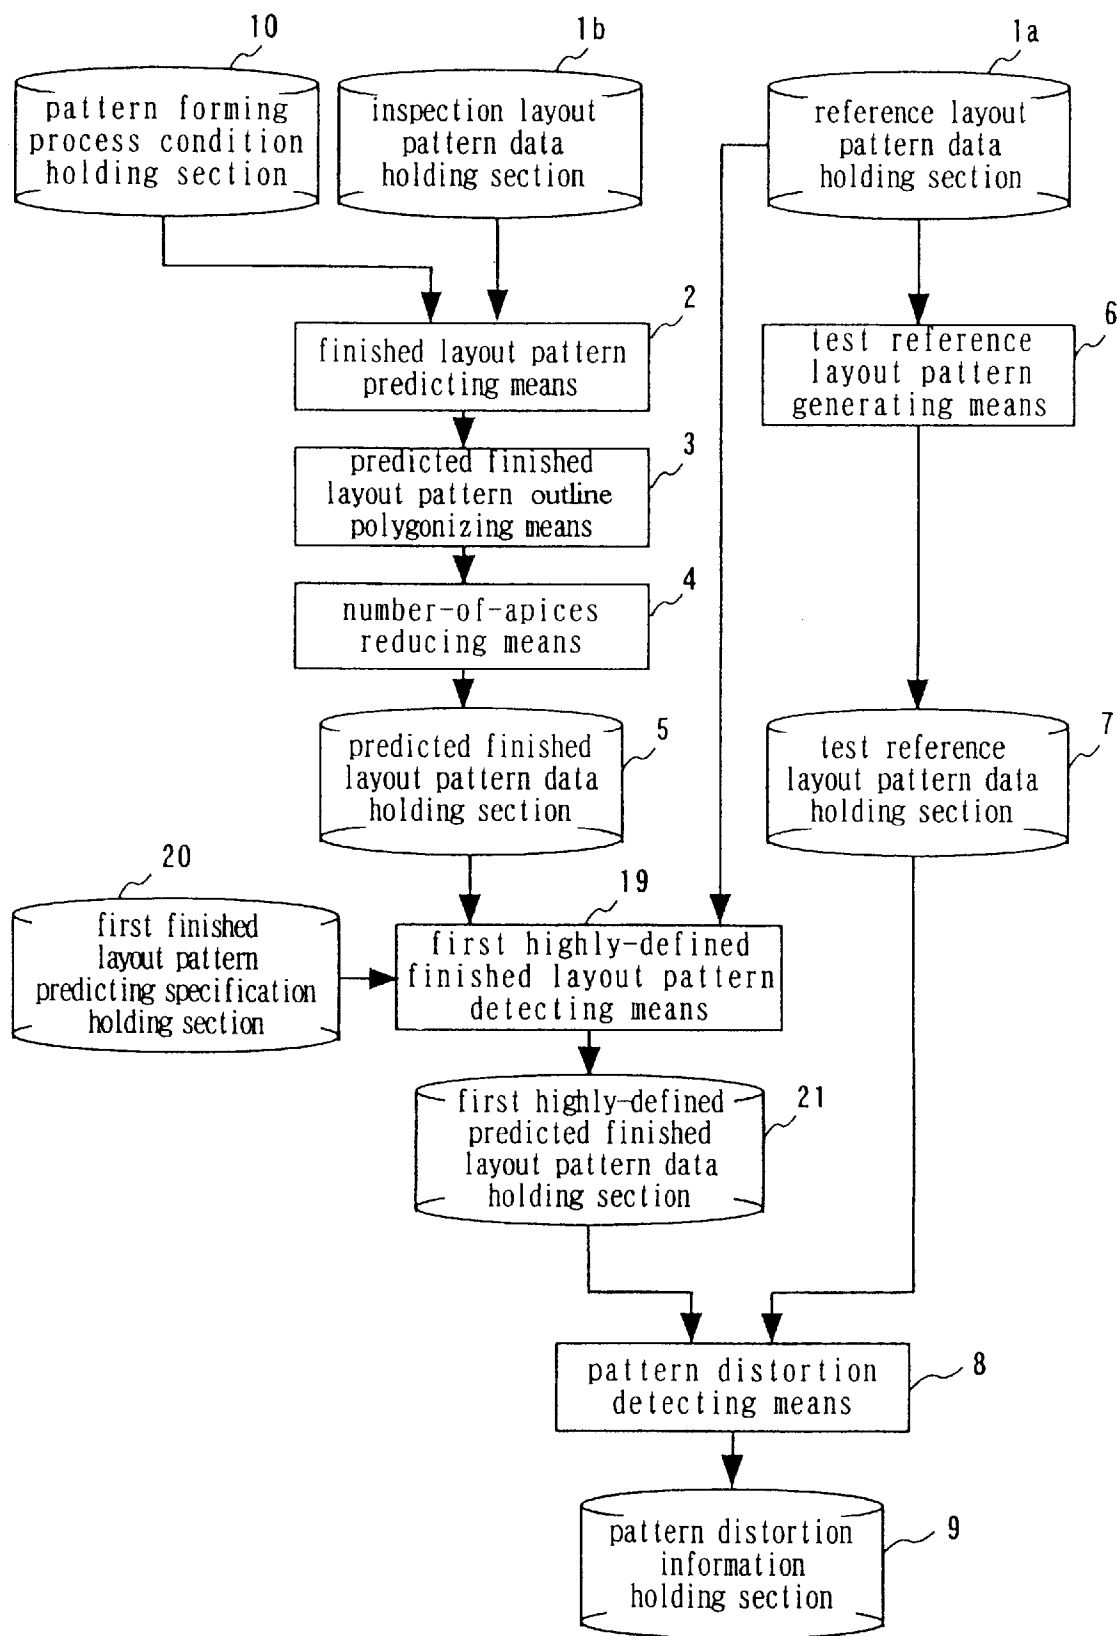 10
1b
1a
pattern forming
process condition
holding section
inspection layout
pattern data
holding section
reference layout
pattern data
holding section
2
finished layout pattern
predicting means
6
test reference
layout pattern
generating means
3
predicted finished
layout pattern outline
polygonizing means
4
number-of-apices
reducing means
5
predicted finished
layout pattern data
holding section
7
test reference
layout pattern data
holding section
20
first finished
layout pattern
predicting specification
holding section
19
first highly-defined
finished layout pattern
detecting means
21
first highly-defined
predicted finished
layout pattern data
holding section
8
pattern distortion
detecting means
9
pattern distortion
information
holding section